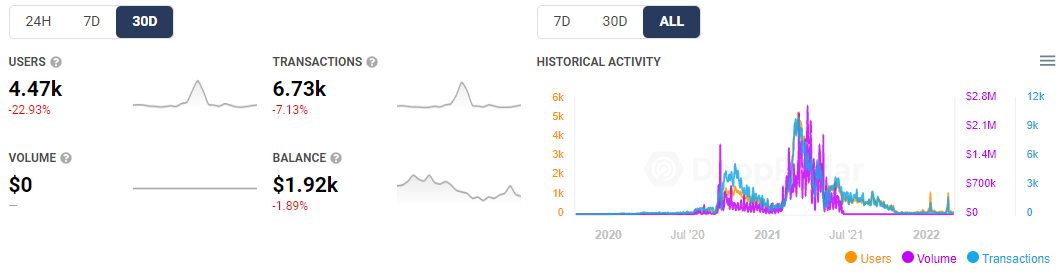 24H 7D 30D
USERS ?
4.47k
-22.93%
TRANSACTIONS ?
6.73k
-7.13%
VOLUME ?
$0
—
BALANCE ?
$1.92k
-1.89%
7D 30D ALL
HISTORICAL ACTIVITY
6k
5k
4k
3k
2k
1k
0
DappRadar
$2.8M
$2.1M
$1.4M
$700k
$0
12k
9k
6k
3k
0
2020 Jul '20 2021 Jul '21 2022
Users Volume Transactions